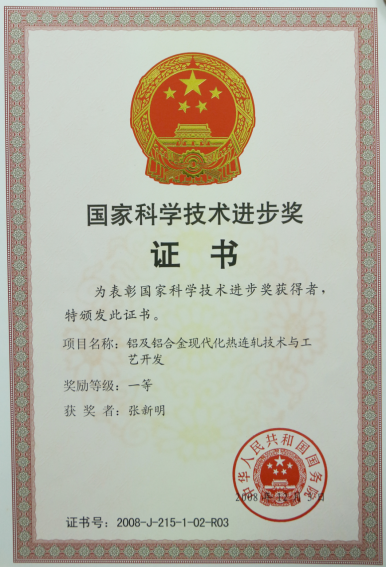 国家科学技术进步奖
证书
为表彰国家科学技术进步奖获得者，
特颁发此证书。
项目名称：铝及铝合金现代化热连轧技术与工
艺开发
奖励等级：一等
获奖者：张新明
中华人民共和国国务院
证书号：2008-J-215-1-02-R03